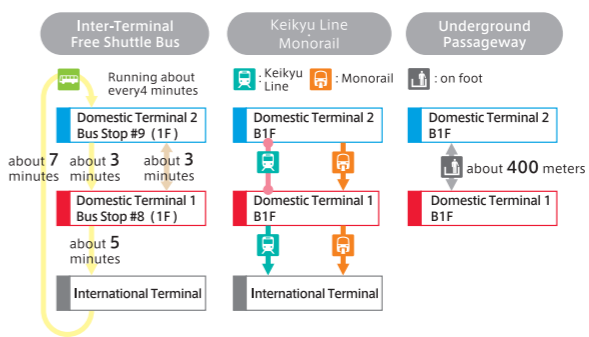 Inter-Terminal
Free Shuttle Bus
Running about
every4 minutes
Domestic Terminal 2
Bus Stop #9 (1F)
about 7
minutes
about 3
minutes
about 3
minutes
Domestic Terminal 1
Bus Stop #8 (1F)
about 5
minutes
International Terminal
Keikyu Line
·
Monorail
: Keikyu
Line
: Monorail
Domestic Terminal 2
B1F
Domestic Terminal 1
B1F
International Terminal
Underground
Passageway
: on foot
Domestic Terminal 2
B1F
about 400 meters
Domestic Terminal 1
B1F